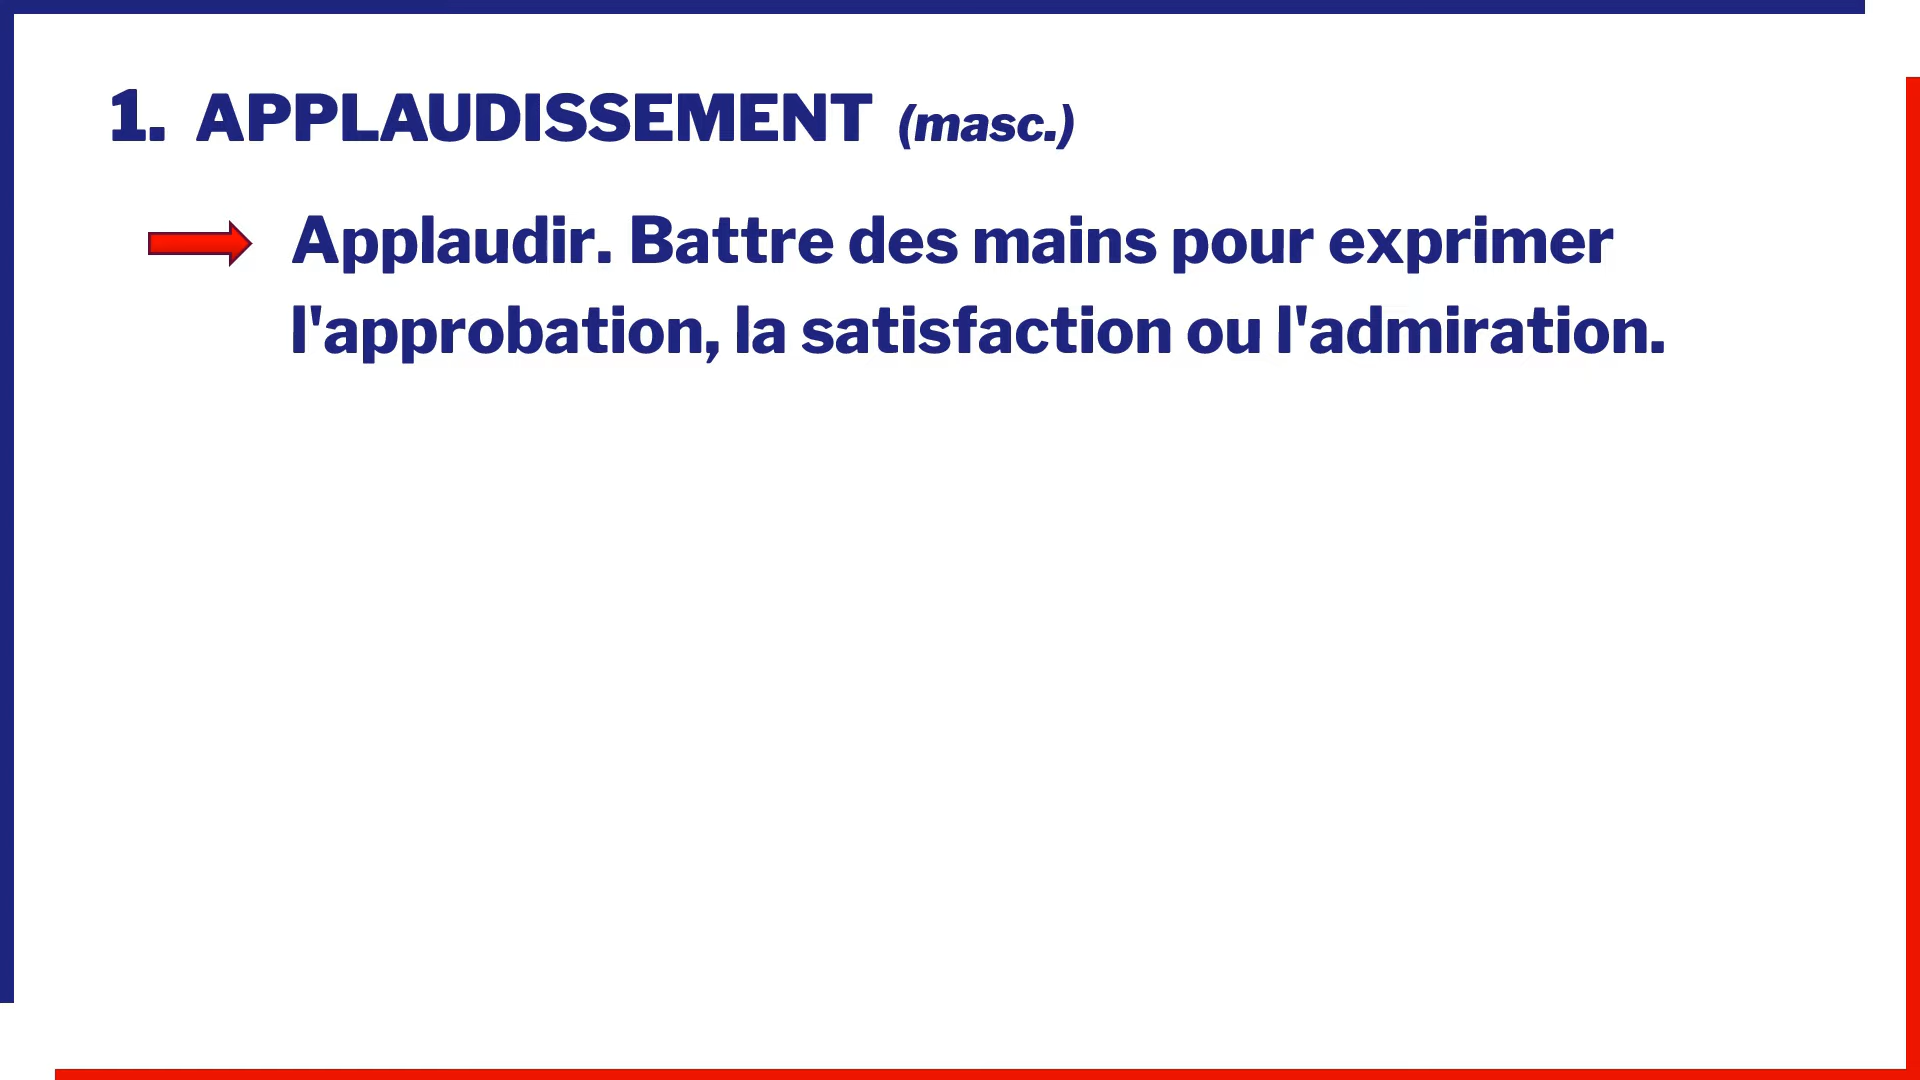 1. APPLAUDISSEMENT (masc.)
Applaudir. Battre des mains pour exprimer
l'approbation, la satisfaction ou l'admiration.